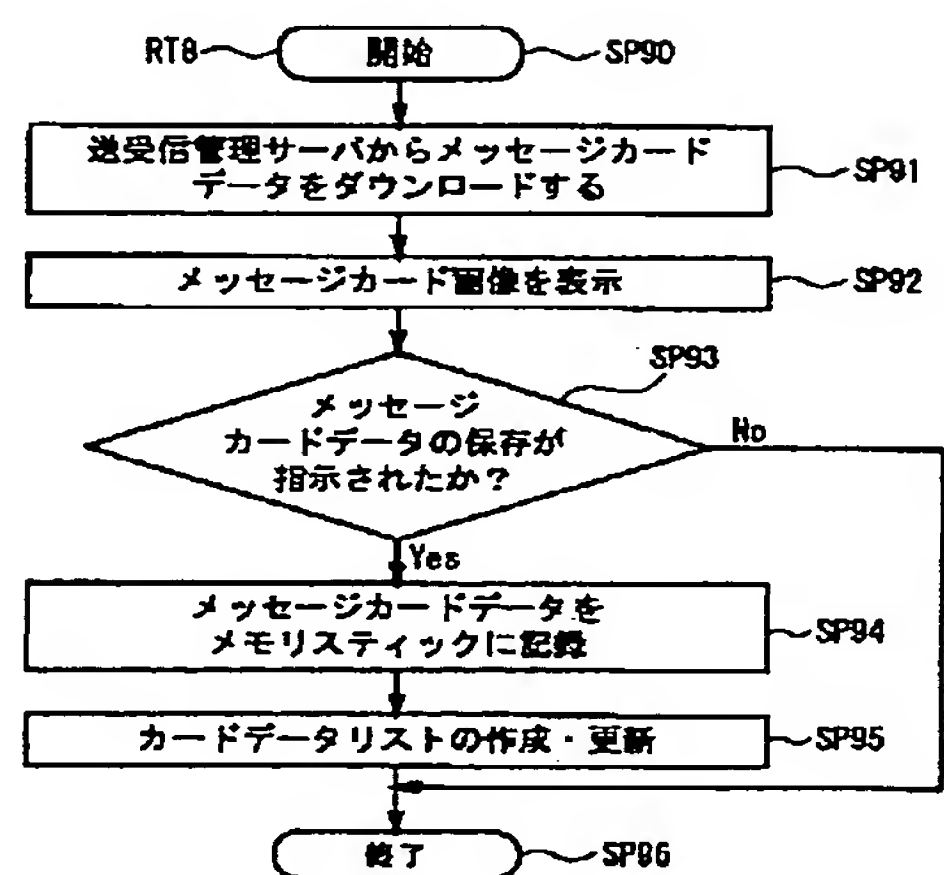 RT8 開始 SP90
送受信管理サーバからメッセージカード
データをダウンロードする
SP91
メッセージカード画像を表示 SP92
SP93
メッセージ
カードデータの保存が
指示されたか？
No
Yes
メッセージカードデータを
メモリスティックに記録
SP94
カードデータリストの作成・更新 SP95
終了 SP96